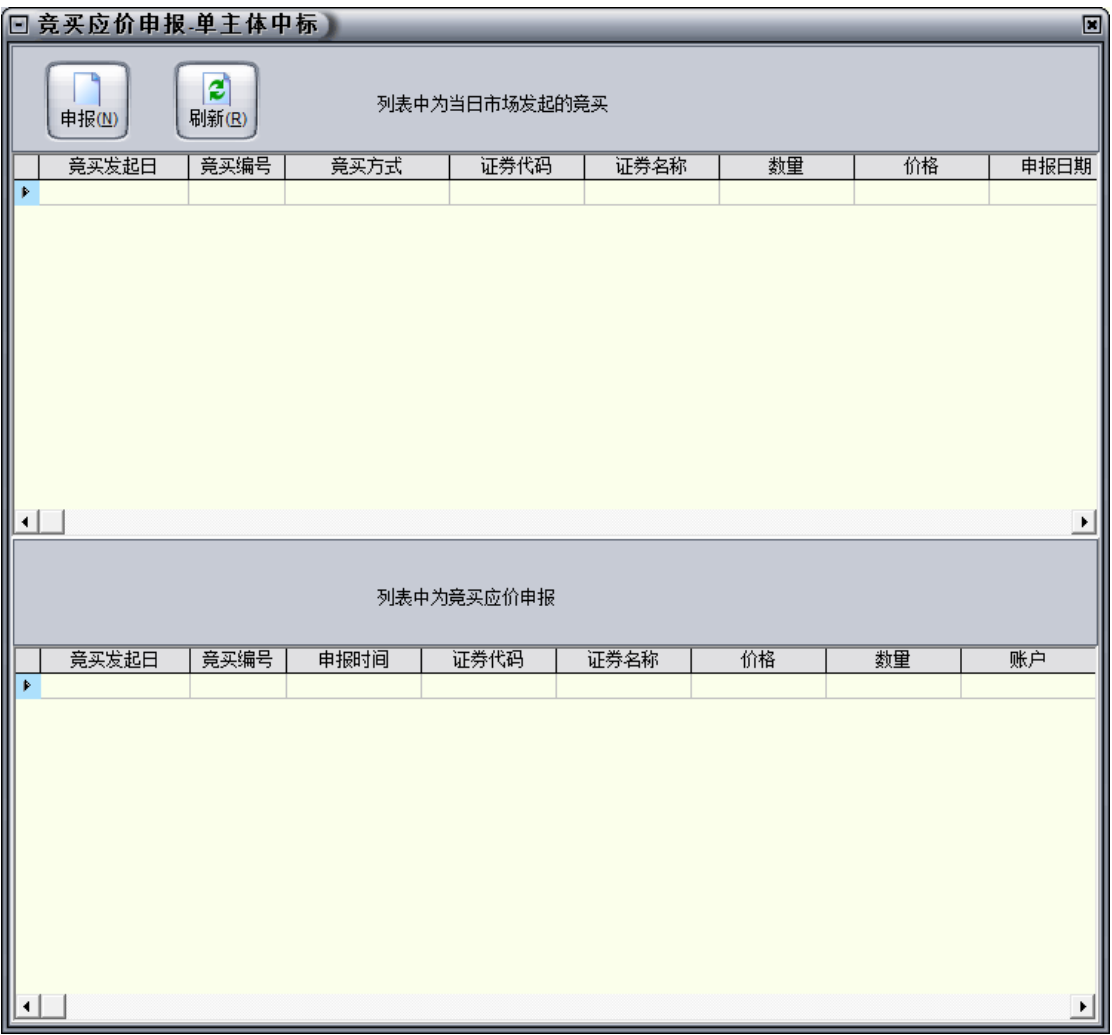 竞买应价申报-单主体中标
申报(N) 刷新(R) 列表中为当日市场发起的竞买
竞买发起日 竞买编号 竞买方式 证券代码 证券名称 数量 价格 申报日期
列表中为竞买应价申报
竞买发起日 竞买编号 申报时间 证券代码 证券名称 价格 数量 账户